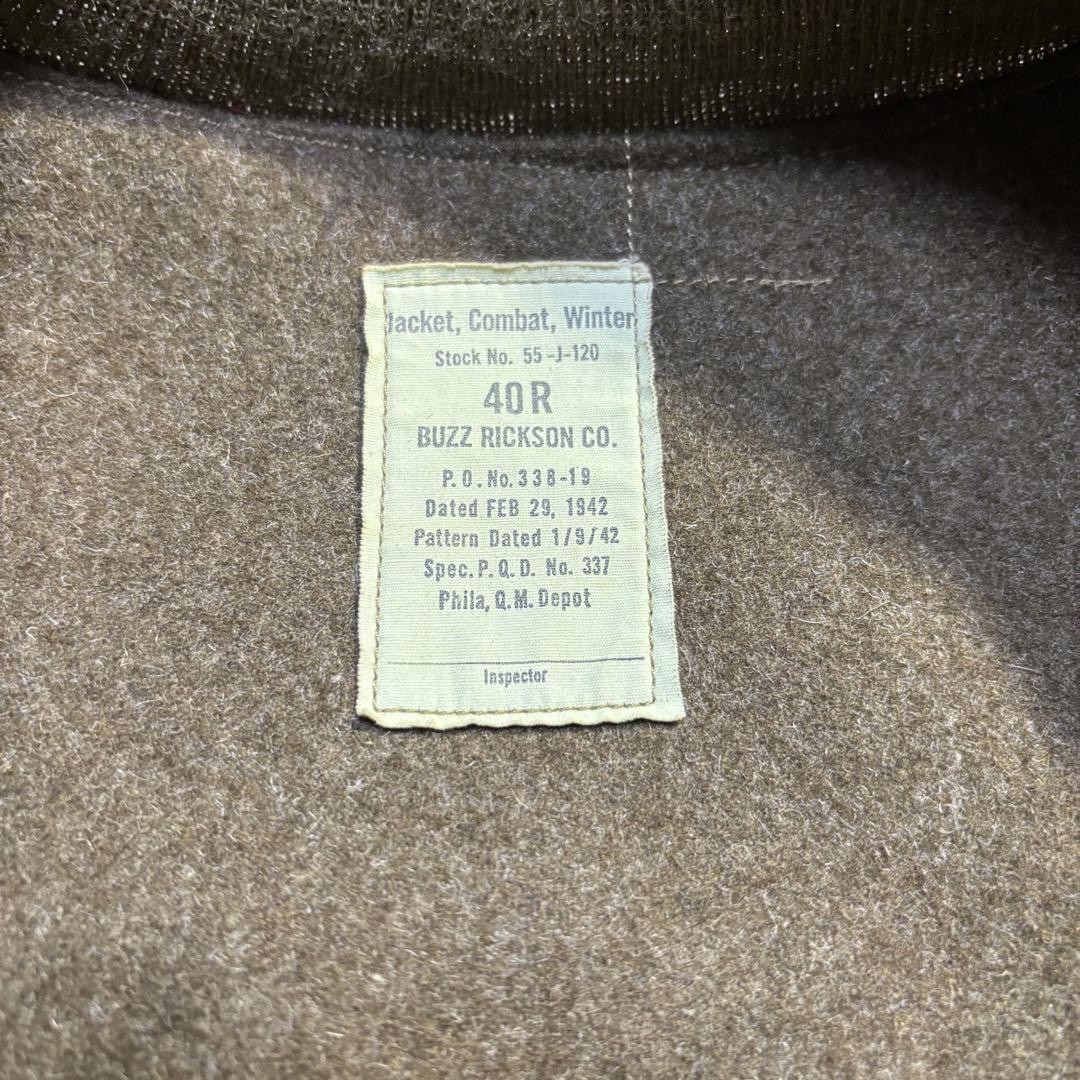 Jacket, Combat, Winter
Stock No. 55-J-120
40R
BUZZ RICKSON CO.
P.O. No. 338-19
Dated FEB 29, 1942
Pattern Dated 1/9/42
Spec. P. Q. D. No. 337
Phila, Q.M. Depot
Inspector